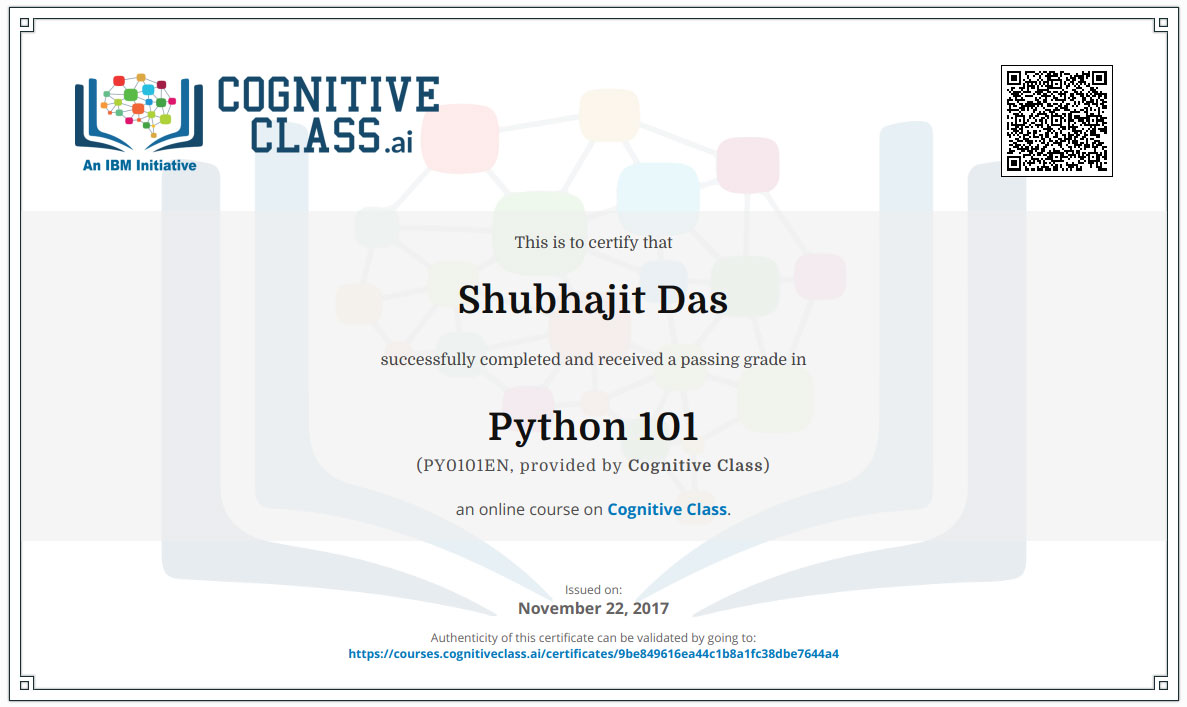 COGNITIVE
CLASS.ai
An IBM Initiative
This is to certify that
Shubhajit Das
successfully completed and received a passing grade in
Python 101
(PY0101EN, provided by Cognitive Class)
an online course on Cognitive Class.
Issued on:
November 22, 2017
Authenticity of this certificate can be validated by going to:
https://courses.cognitiveclass.ai/certificates/9be849616ea44c1b8a1fc38dbe7644a4